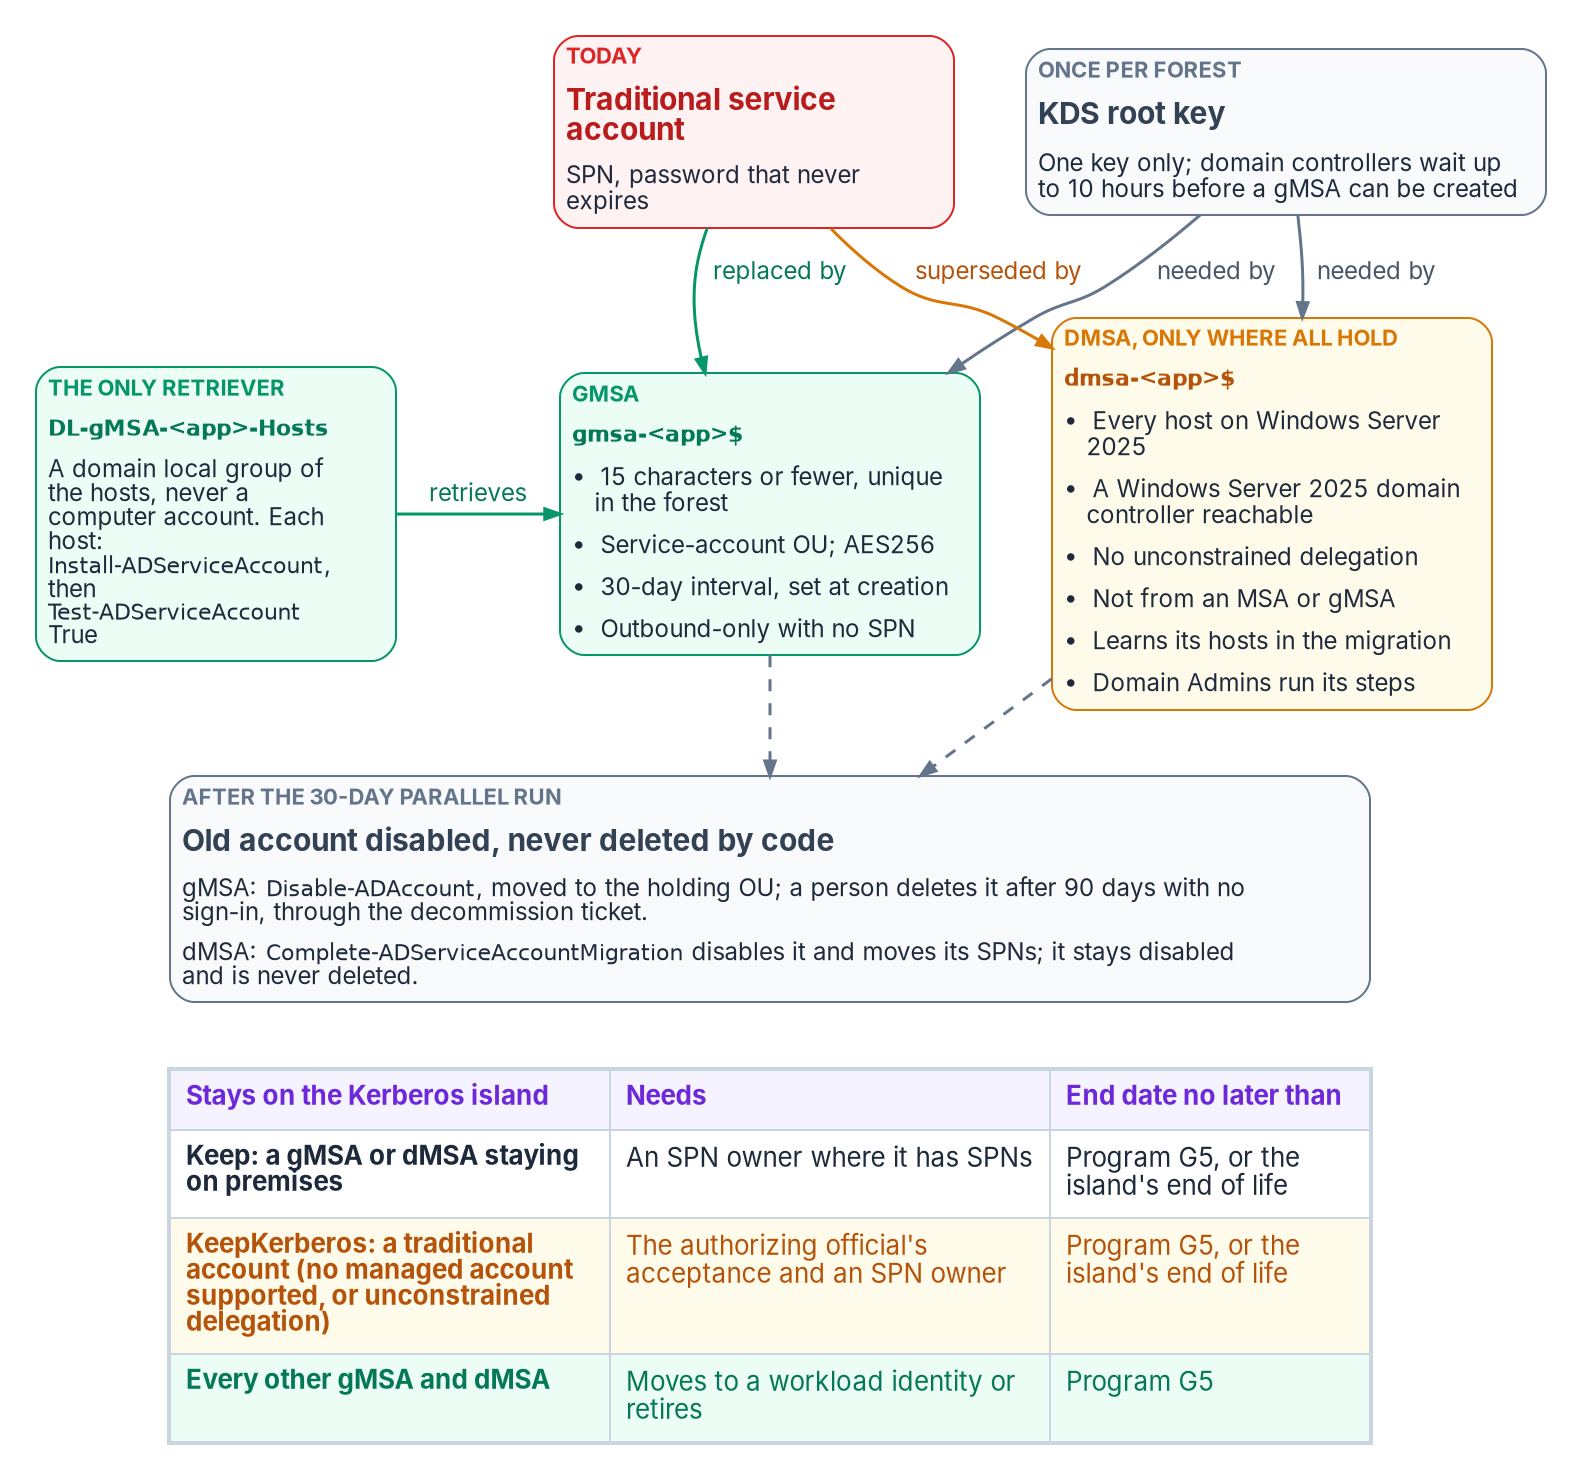 TODAY
Traditional service
account
SPN, password that never
expires
ONCE PER FOREST
KDS root key
One key only; domain controllers wait up
to 10 hours before a gMSA can be created
replaced by
superseded by
needed by
needed by
THE ONLY RETRIEVER
DL-gMSA-<app>-Hosts
A domain local group of
the hosts, never a
computer account. Each
host:
Install-ADServiceAccount,
then
Test-ADServiceAccount
True
retrieves
GMSA
gmsa-<app>$
• 15 characters or fewer, unique
in the forest
• Service-account OU; AES256
• 30-day interval, set at creation
• Outbound-only with no SPN
DMSA, ONLY WHERE ALL HOLD
dmsa-<app>$
• Every host on Windows Server
2025
• A Windows Server 2025 domain
controller reachable
• No unconstrained delegation
• Not from an MSA or gMSA
• Learns its hosts in the migration
• Domain Admins run its steps
AFTER THE 30-DAY PARALLEL RUN
Old account disabled, never deleted by code
gMSA: Disable-ADAccount, moved to the holding OU; a person deletes it after 90 days with no
sign-in, through the decommission ticket.
dMSA: Complete-ADServiceAccountMigration disables it and moves its SPNs; it stays disabled
and is never deleted.
Stays on the Kerberos island
Needs
End date no later than
Keep: a gMSA or dMSA staying
on premises
An SPN owner where it has SPNs
Program G5, or the
island's end of life
KeepKerberos: a traditional
account (no managed account
supported, or unconstrained
delegation)
The authorizing official's
acceptance and an SPN owner
Program G5, or the
island's end of life
Every other gMSA and dMSA
Moves to a workload identity or
retires
Program G5